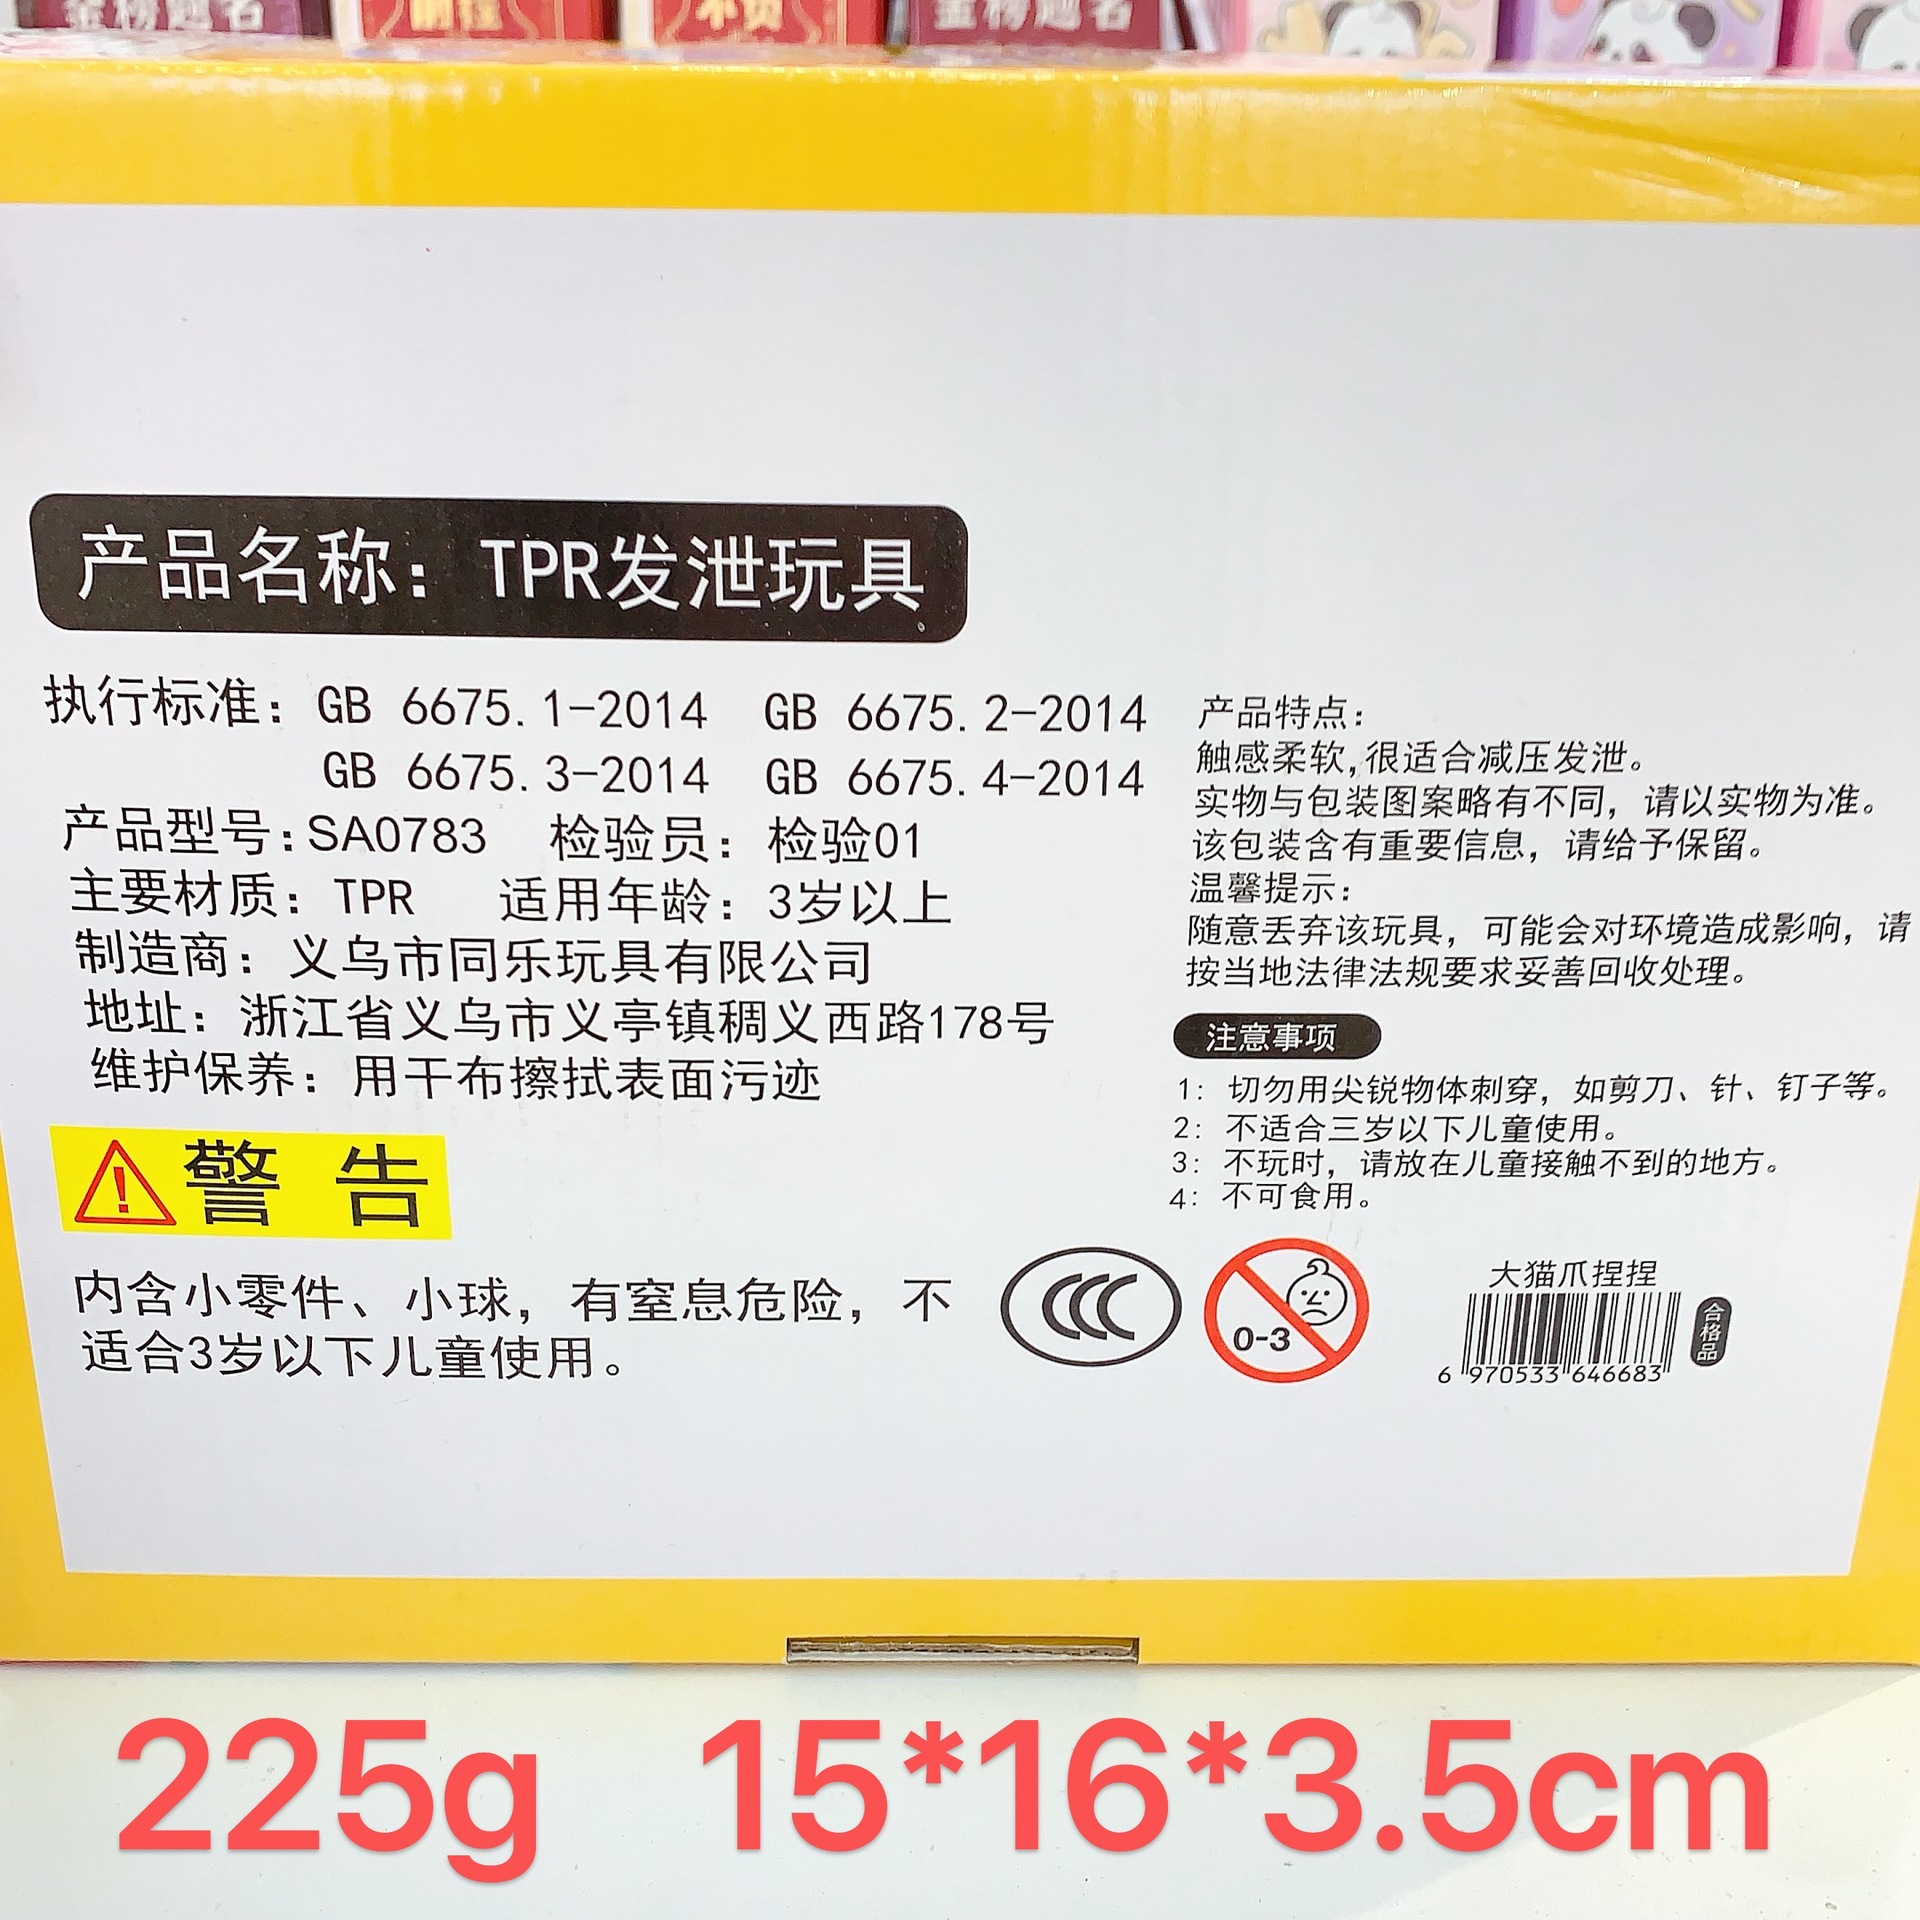 金榜题名
金榜题名
产品名称：TPR发泄玩具
执行标准：GB 6675.1-2014 GB 6675.2-2014
GB 6675.3-2014 GB 6675.4-2014
产品型号：SA0783 检验员：检验01
主要材质：TPR 适用年龄：3岁以上
制造商：义乌市同乐玩具有限公司
地址：浙江省义乌市义亭镇稠义西路178号
维护保养：用干布擦拭表面污迹
警告
内含小零件、小球，有窒息危险，不
适合3岁以下儿童使用。
产品特点：
触感柔软,很适合减压发泄。
实物与包装图案略有不同，请以实物为准。
该包装含有重要信息，请给予保留。
温馨提示：
随意丢弃该玩具，可能会对环境造成影响，请
按当地法律法规要求妥善回收处理。
注意事项
1：切勿用尖锐物体刺穿，如剪刀、针、钉子等。
2：不适合三岁以下儿童使用。
3：不玩时，请放在儿童接触不到的地方。
4：不可食用。
CCC
0-3
大猫爪捏捏
6 970533 646683
合格品
225g 15*16*3.5cm